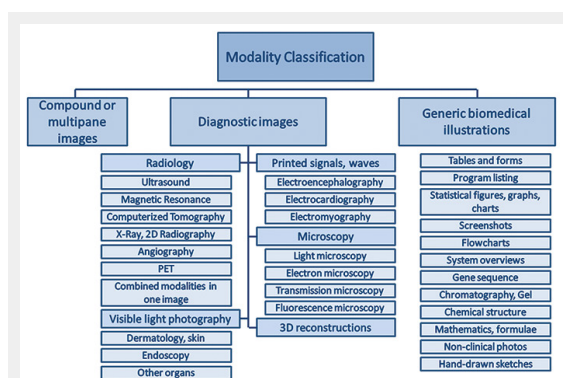 Modality Classification
Compound or
multipane
images
Diagnostic images
Generic biomedical
illustrations
Radiology
Ultrasound
Magnetic Resonance
Computerized Tomography
X-Ray, 2D Radiography
Angiography
PET
Combined modalities in
one image
Visible light photography
Dermatology, skin
Endoscopy
Other organs
Printed signals, waves
Electroencephalography
Electrocardiography
Electromyography
Microscopy
Light microscopy
Electron microscopy
Transmission microscopy
Fluorescence microscopy
3D reconstructions
Tables and forms
Program listing
Statistical figures, graphs,
charts
Screenshots
Flowcharts
System overviews
Gene sequence
Chromatography, Gel
Chemical structure
Mathematics, formulae
Non-clinical photos
Hand-drawn sketches